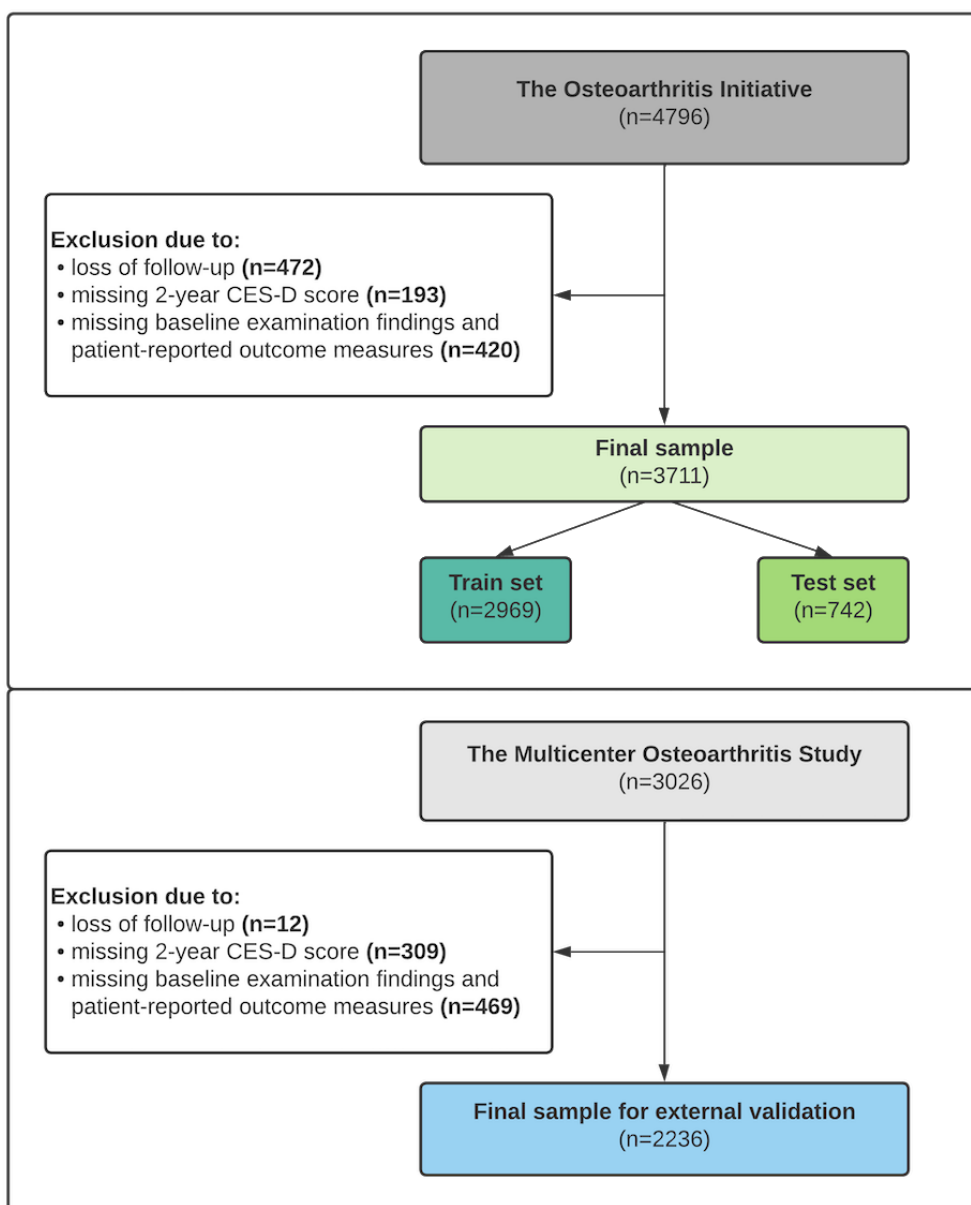 The Osteoarthritis Initiative
(n=4796)
Exclusion due to:
• loss of follow-up (n=472)
• missing 2-year CES-D score (n=193)
• missing baseline examination findings and
patient-reported outcome measures (n=420)
Final sample
(n=3711)
Train set
(n=2969)
Test set
(n=742)
The Multicenter Osteoarthritis Study
(n=3026)
Exclusion due to:
• loss of follow-up (n=12)
• missing 2-year CES-D score (n=309)
• missing baseline examination findings and
patient-reported outcome measures (n=469)
Final sample for external validation
(n=2236)